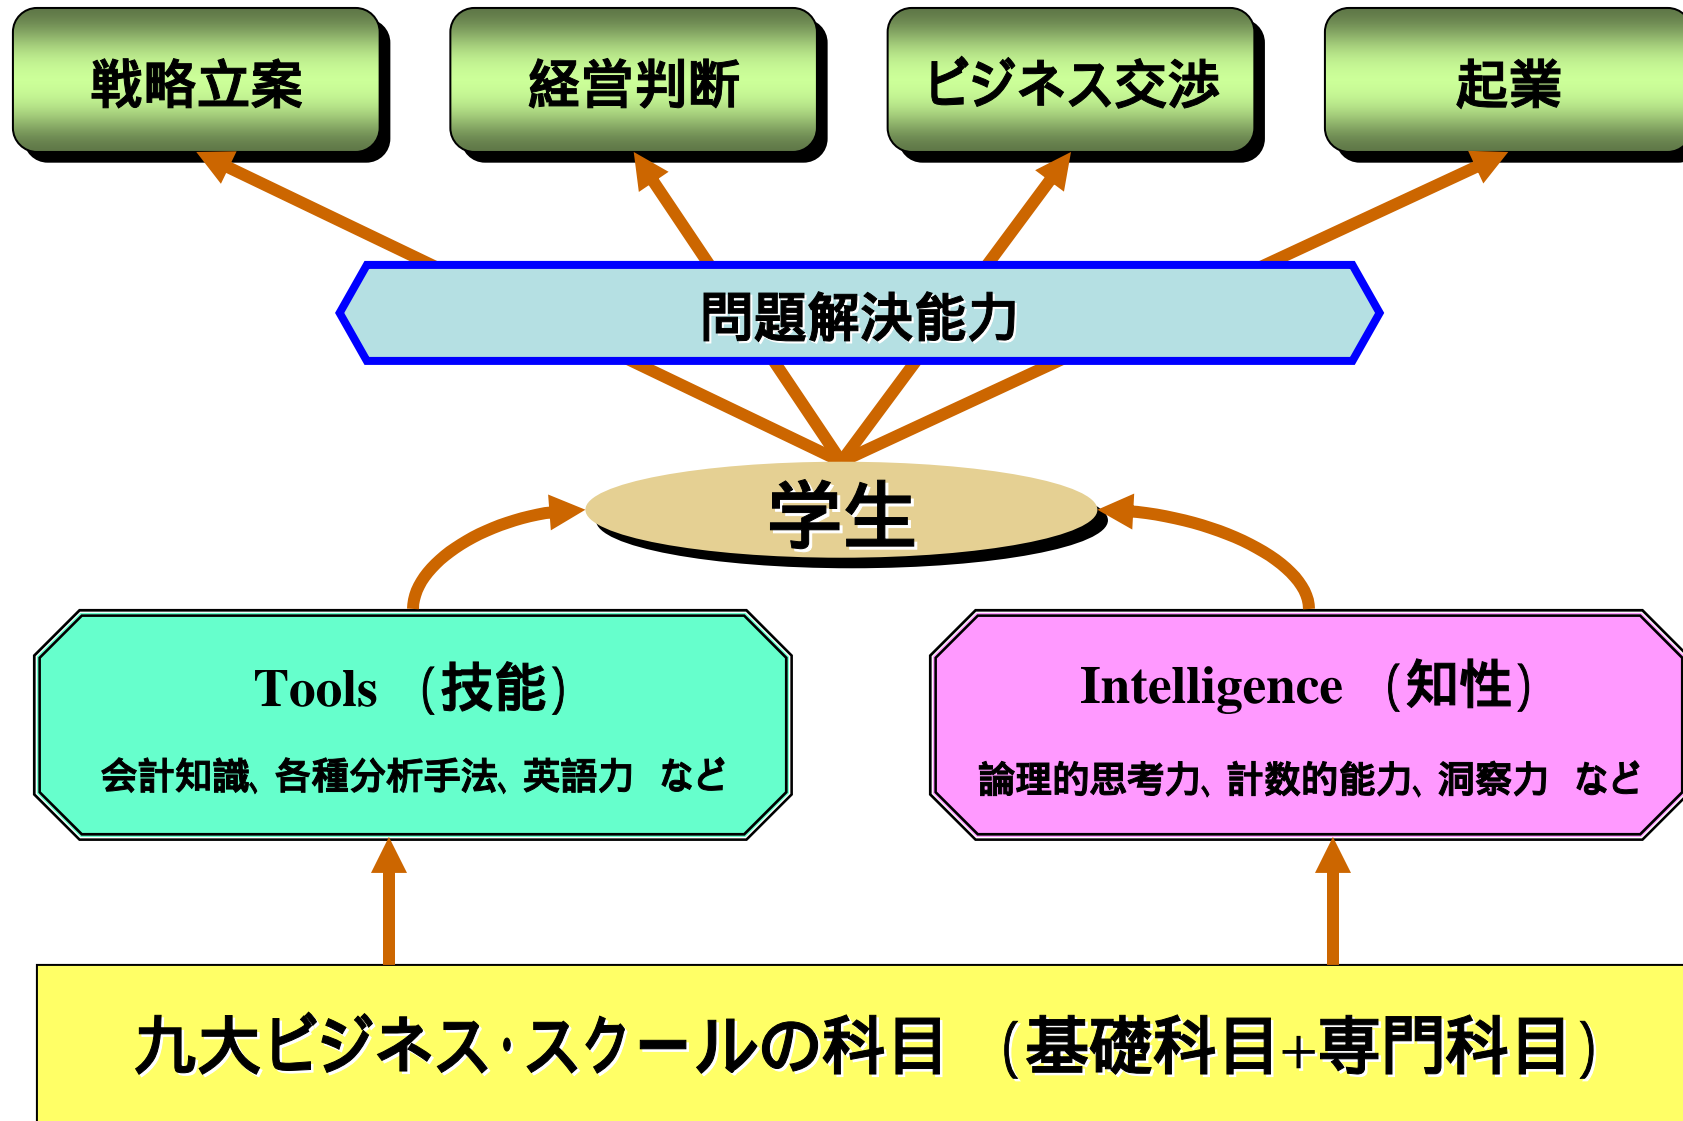 戦略立案
経営判断
ビジネス交渉
起業
問題解決能力
学生
Tools （技能）
会計知識、各種分析手法、英語力　など
Intelligence （知性）
論理的思考力、計数的能力、洞察力　など
九大ビジネス・スクールの科目 （基礎科目+専門科目）